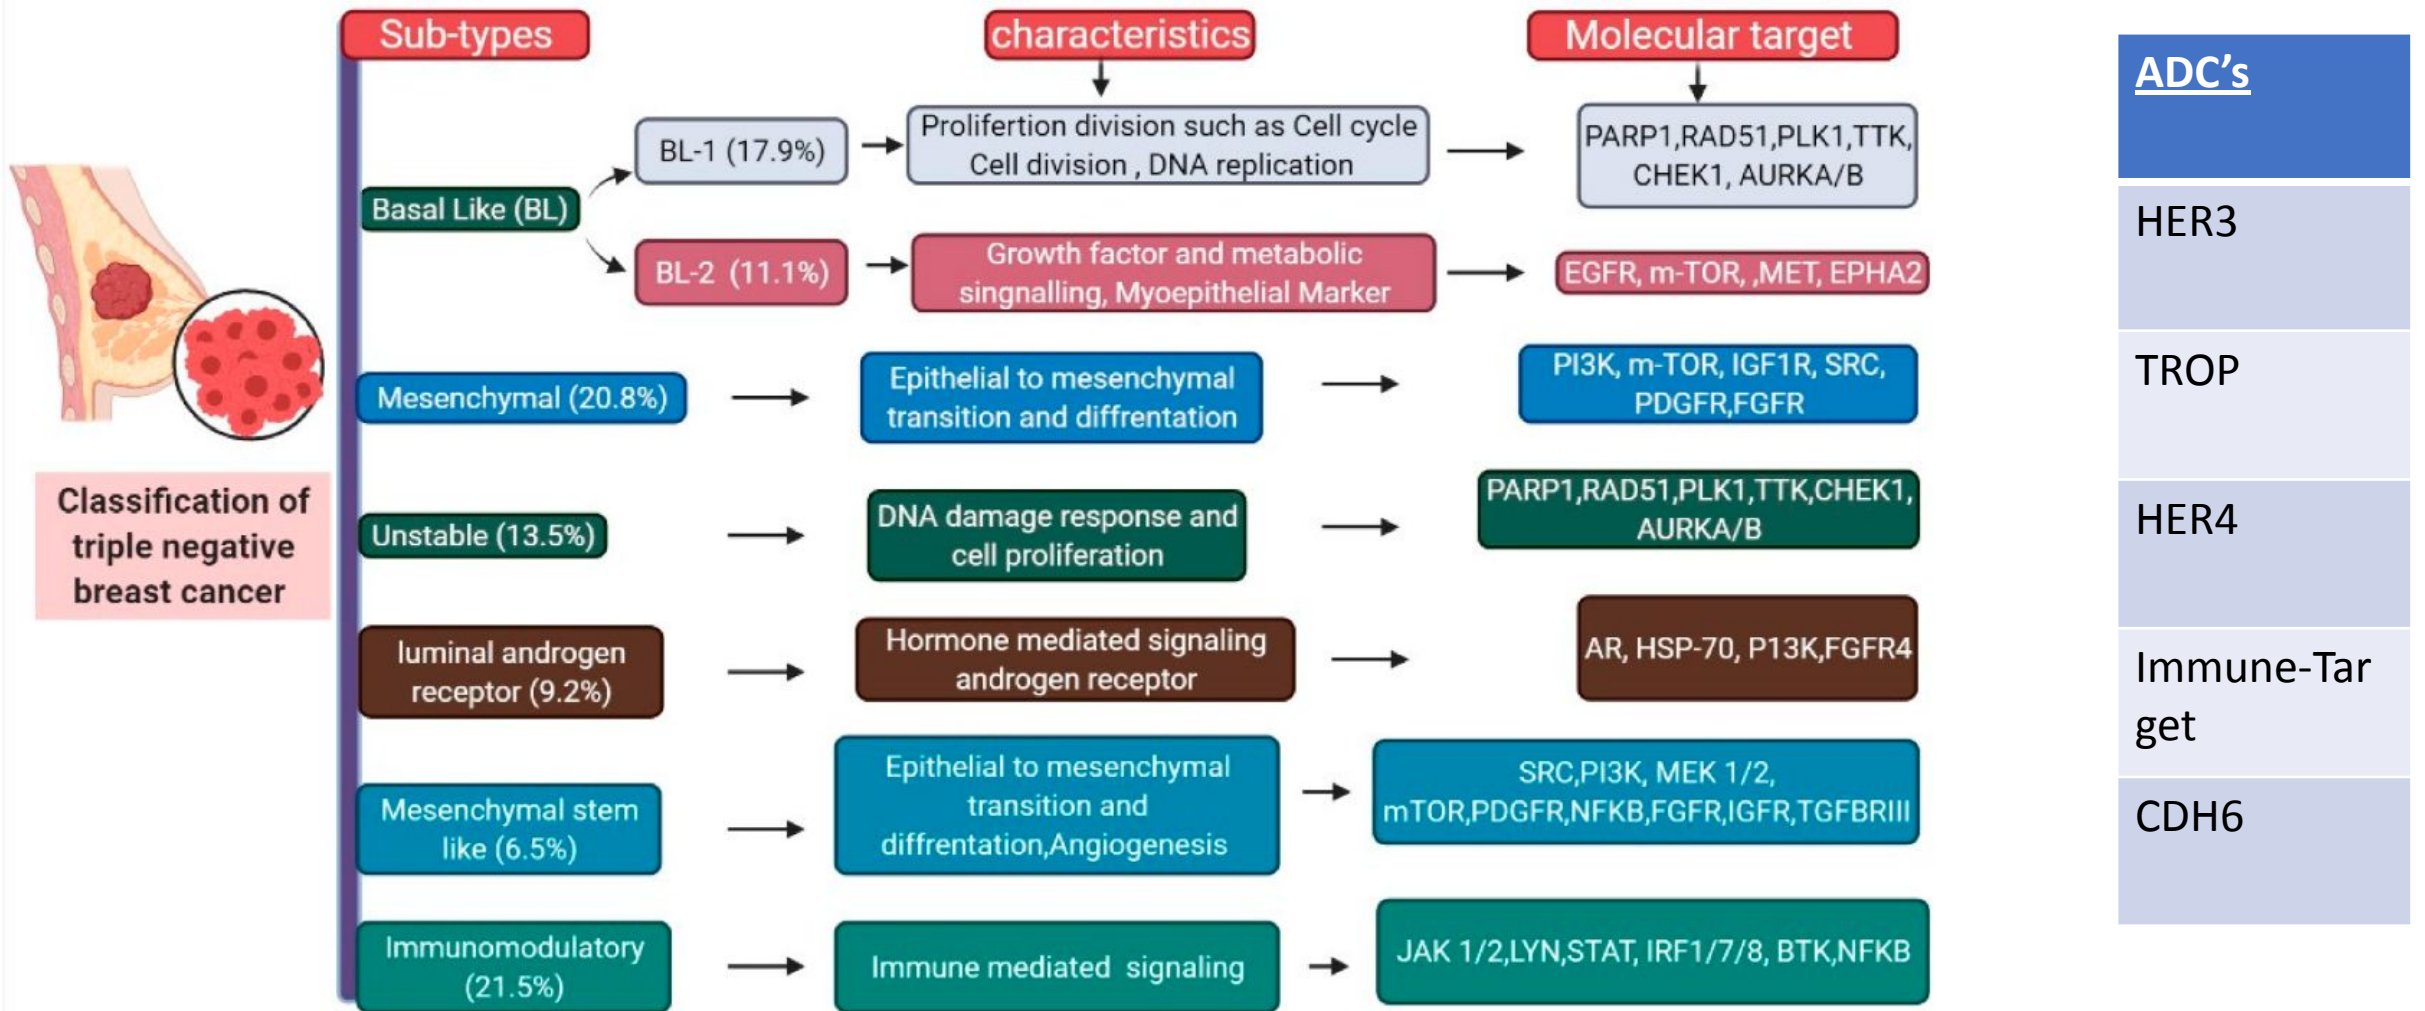 Sub-types
characteristics
Molecular target
ADC's
BL-1 (17.9%)
Prolifertion division such as Cell cycle
Cell division , DNA replication
PARP1,RAD51,PLK1,TTK,
CHEK1, AURKA/B
Basal Like (BL)
BL-2 (11.1%)
Growth factor and metabolic
singnalling, Myoepithelial Marker
EGFR, m-TOR, ,MET, EPHA2
Mesenchymal (20.8%)
Epithelial to mesenchymal
transition and diffrentation
PI3K, m-TOR, IGF1R, SRC,
PDGFR,FGFR
Classification of
triple negative
breast cancer
Unstable (13.5%)
DNA damage response and
cell proliferation
PARP1,RAD51,PLK1,TTK,CHEK1,
AURKA/B
luminal androgen
receptor (9.2%)
Hormone mediated signaling
androgen receptor
AR, HSP-70, P13K,FGFR4
Mesenchymal stem
like (6.5%)
Epithelial to mesenchymal
transition and
diffrentation,Angiogenesis
SRC,PI3K, MEK 1/2,
mTOR,PDGFR,NFKB,FGFR,IGFR,TGFBRIII
Immunomodulatory
(21.5%)
Immune mediated signaling
JAK 1/2,LYN,STAT, IRF1/7/8, BTK,NFKB
HER3
TROP
HER4
Immune-Tar
get
CDH6